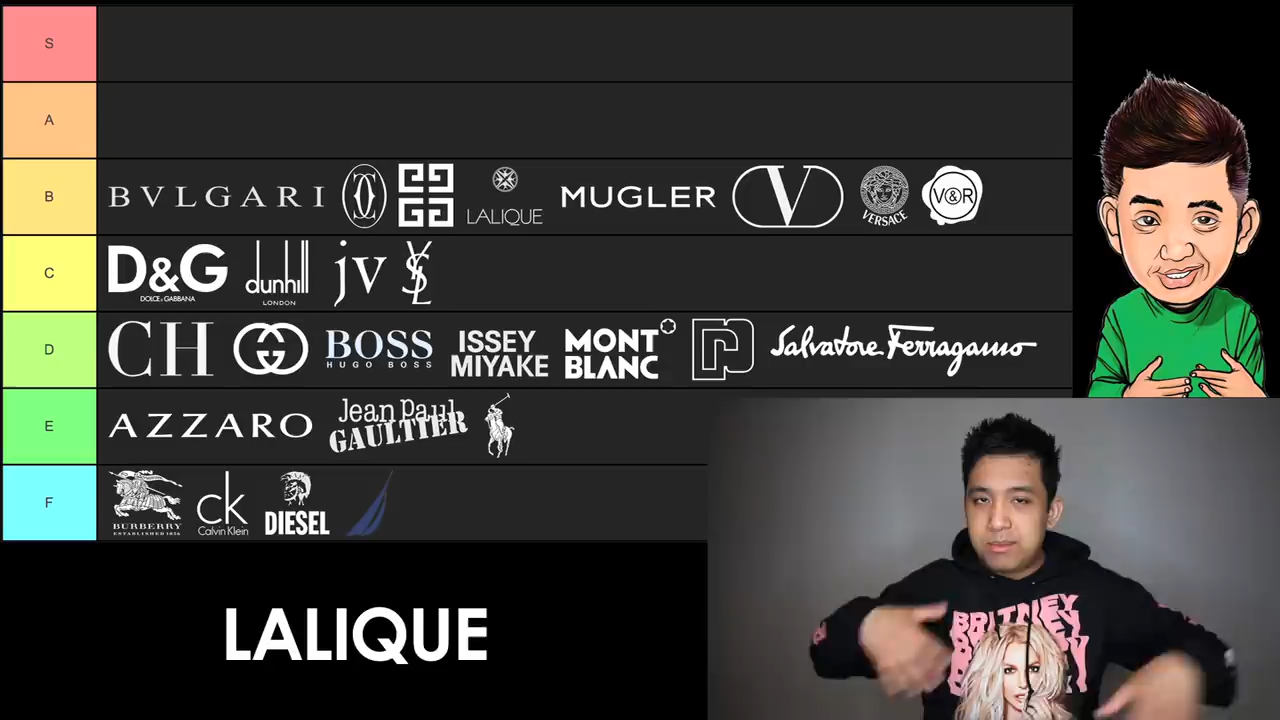 S
A
B
BVLGARI
LALIQUE
MUGLER
V
VERSACE
V&R
C
D&G
DOLCE & GABBANA
dunhill
LONDON
jv
YSL
D
CH
BOSS
HUGO BOSS
ISSEY
MIYAKE
MONT
BLANC
Salvatore Ferragamo
E
AZZARO
Jean Paul
GAULTIER
F
BURBERRY
ESTABLISHED 1856
ck
Calvin Klein
DIESEL
LALIQUE
BRITNEY